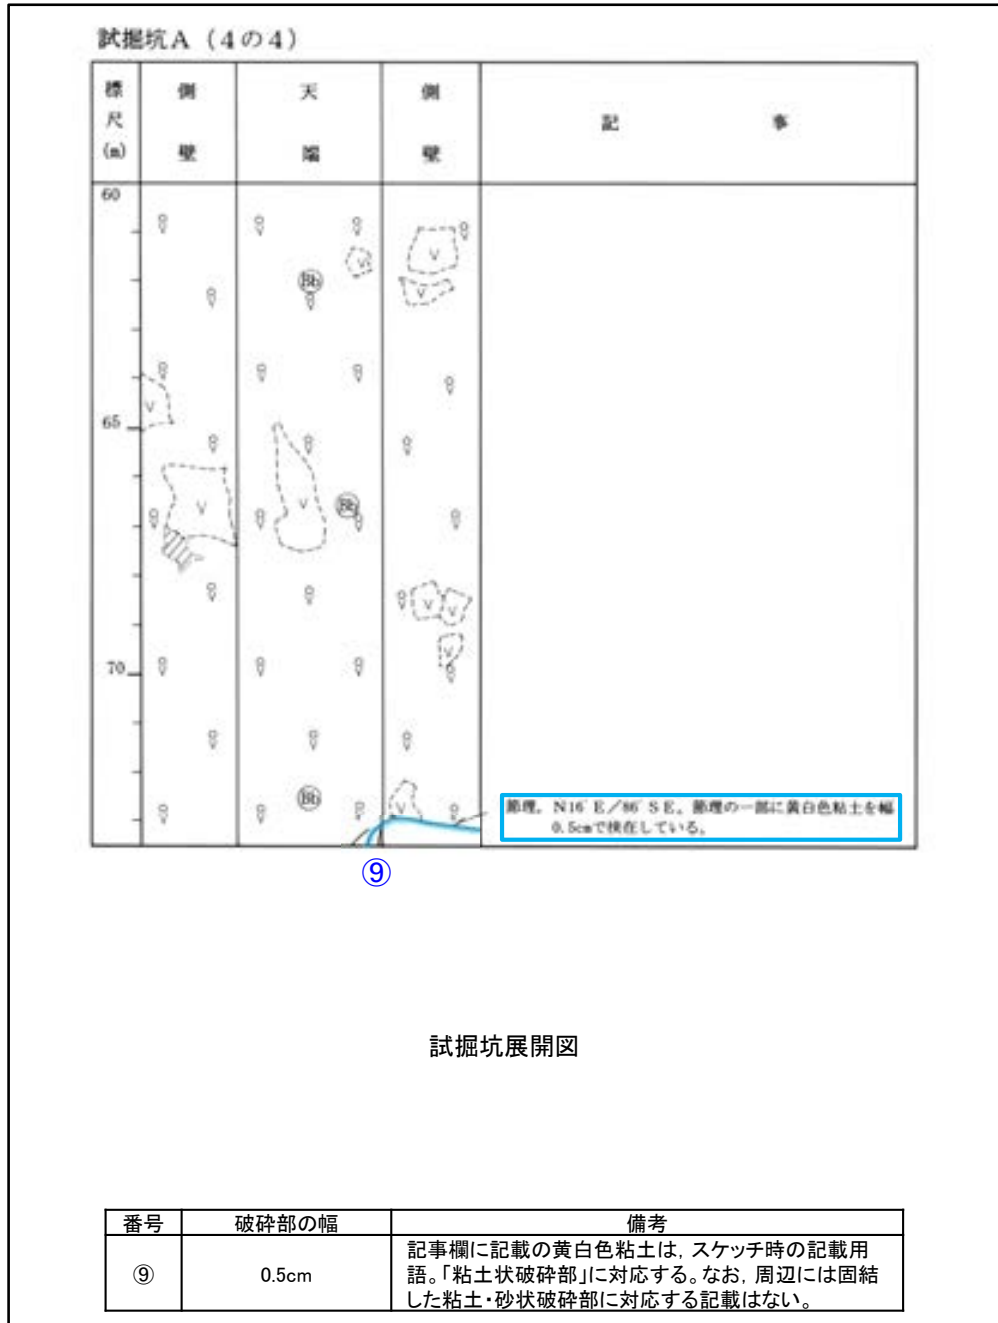 試掘坑A (4の4)
標尺(m)
側壁
天端
側壁
記事
60
V
V
Bb
V
65
V
V
V
Bb
V
V
V
70
Bb
V
節理。N16°E/86°SE。節理の一部に黄白色粘土を幅
0.5cmで挟在している。
⑨
試掘坑展開図
番号 破砕部の幅 備考
記事欄に記載の黄白色粘土は，スケッチ時の記載用
⑨ 0.5cm 語。「粘土状破砕部」に対応する。なお，周辺には固結
した粘土・砂状破砕部に対応する記載はない。